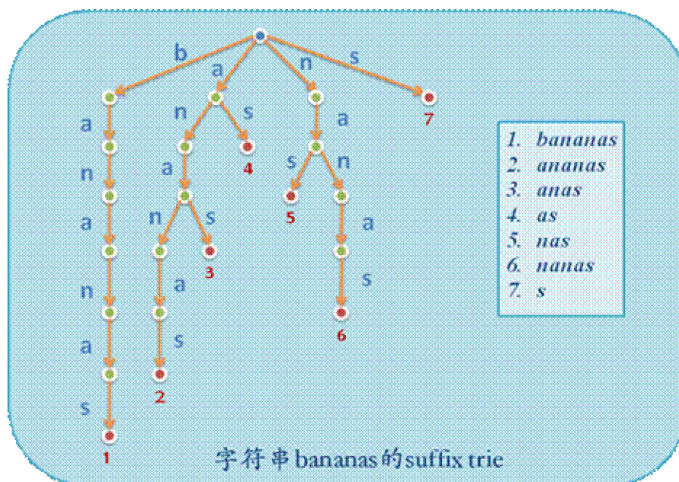 b a n s
a n s a
n a 4 s n 7
a n s 5 a
n a 3 s
a s 6
s 2
1
1. bananas
2. ananas
3. anas
4. as
5. nas
6. nanas
7. s
字符串bananas的suffix trie